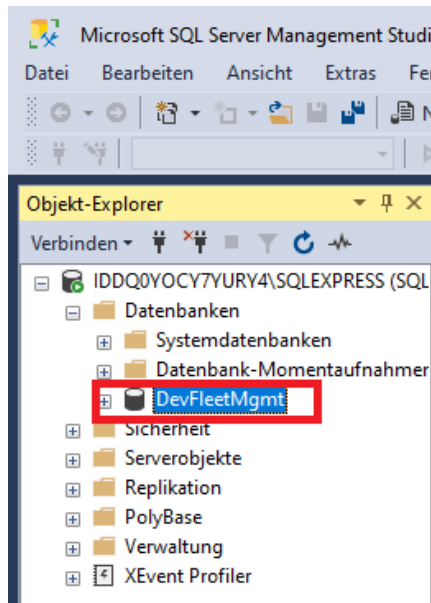 Microsoft SQL Server Management Studi
Datei Bearbeiten Ansicht Extras Fe
N
Objekt-Explorer
Verbinden
IDDQ0YOCY7YURY4\SQLEXPRESS (SQL
Datenbanken
Systemdatenbanken
Datenbank-Momentaufnahmen
DevFleetMgmt
Sicherheit
Serverobjekte
Replikation
PolyBase
Verwaltung
XEvent Profiler